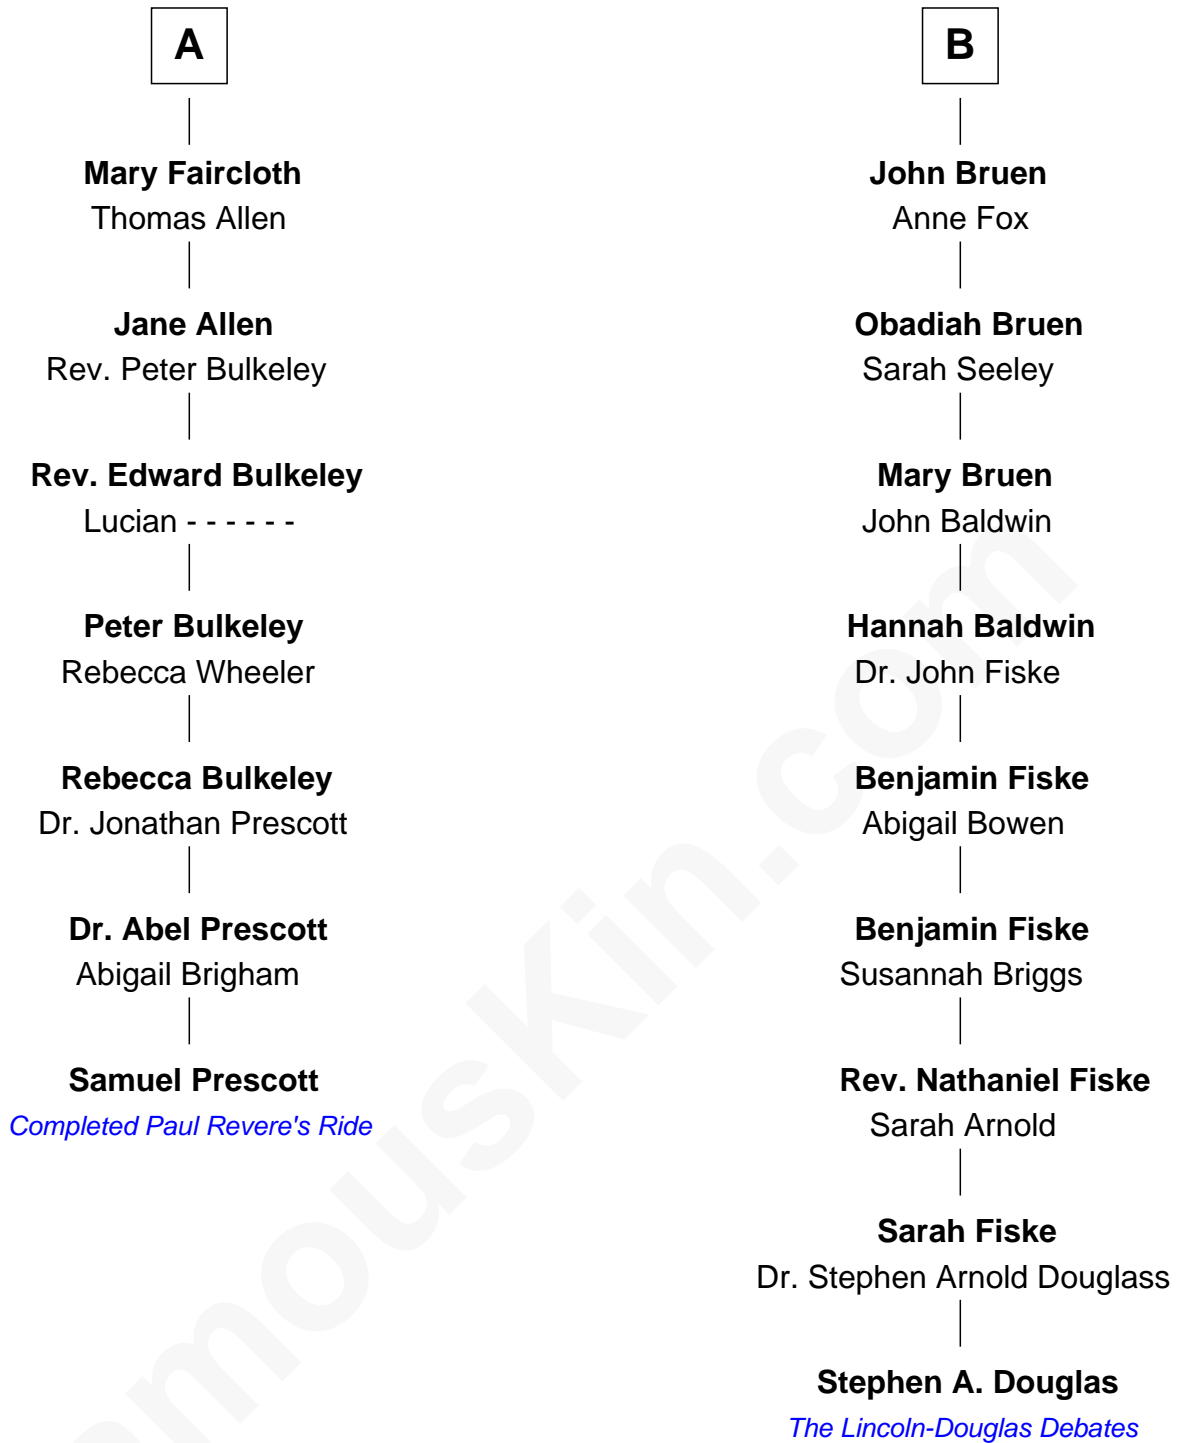 A
Mary Faircloth
Thomas Allen
Jane Allen
Rev. Peter Bulkeley
Rev. Edward Bulkeley
Lucian - - - - - -
Peter Bulkeley
Rebecca Wheeler
Rebecca Bulkeley
Dr. Jonathan Prescott
Dr. Abel Prescott
Abigail Brigham
Samuel Prescott
Completed Paul Revere's Ride
B
John Bruen
Anne Fox
Obadiah Bruen
Sarah Seeley
Mary Bruen
John Baldwin
Hannah Baldwin
Dr. John Fiske
Benjamin Fiske
Abigail Bowen
Benjamin Fiske
Susannah Briggs
Rev. Nathaniel Fiske
Sarah Arnold
Sarah Fiske
Dr. Stephen Arnold Douglass
Stephen A. Douglas
The Lincoln-Douglas Debates
amousKin.com